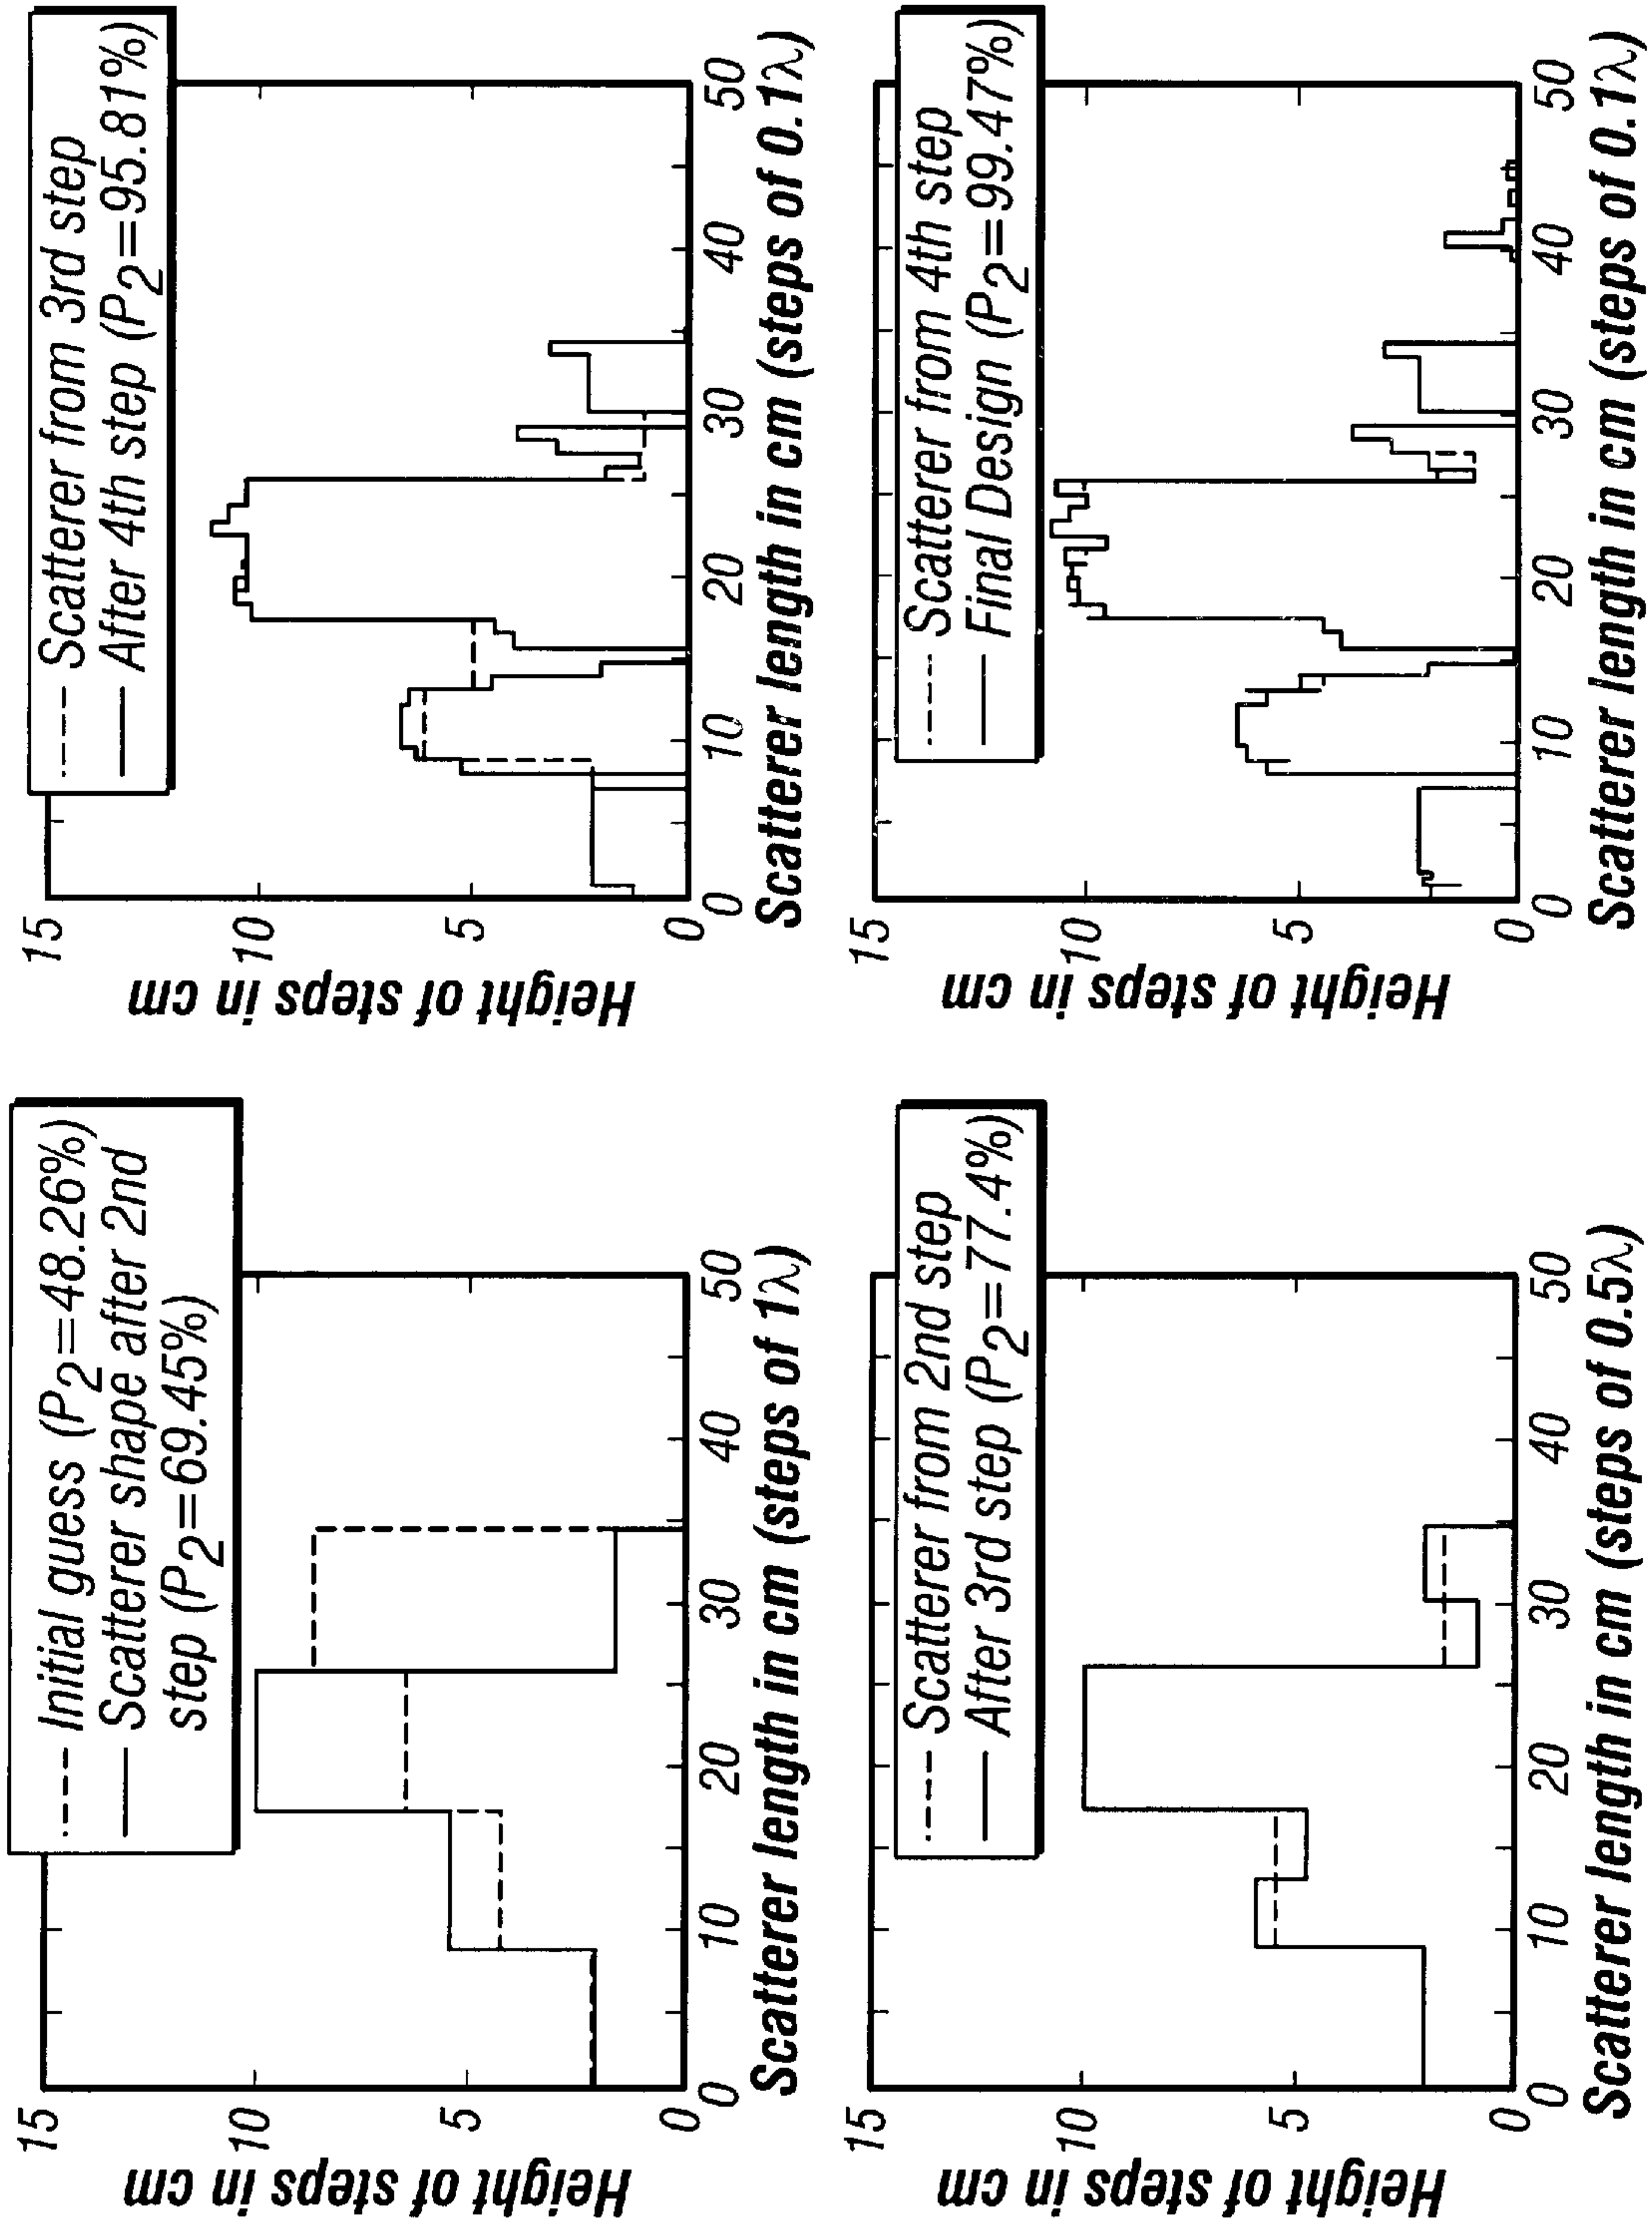 Initial guess (P2=48.26%)
Scatterer shape after 2nd
step (P2=69.45%)
15
10
5
0
Height of steps in cm
0 10 20 30 40 50
Scatterer length in cm (steps of 1λ)
Scatterer from 3rd step
After 4th step (P2=95.81%)
15
10
5
0
Height of steps in cm
0 10 20 30 40 50
Scatterer length in cm (steps of 0.1λ)
Scatterer from 2nd step
After 3rd step (P2=77.4%)
15
10
5
0
Height of steps in cm
0 10 20 30 40 50
Scatterer length in cm (steps of 0.5λ)
Scatterer from 4th step
Final Design (P2=99.47%)
15
10
5
0
Height of steps in cm
0 10 20 30 40 50
Scatterer length in cm (steps of 0.1λ)